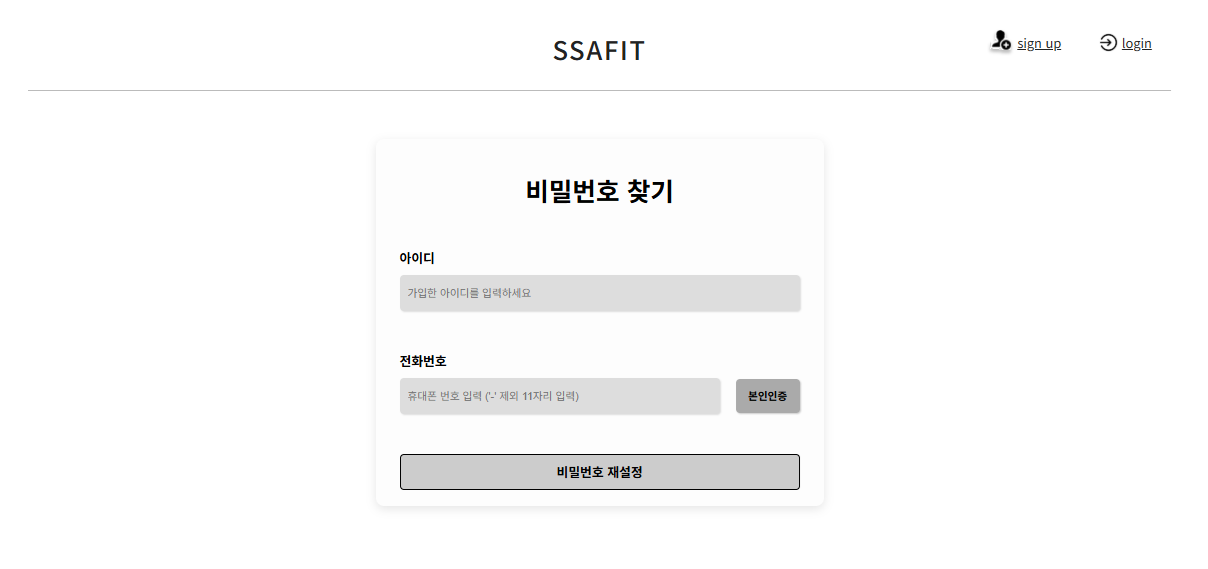 SSAFIT
sign up
login
비밀번호 찾기
아이디
가입한 아이디를 입력하세요
전화번호
휴대폰 번호 입력 ('-' 제외 11자리 입력)
본인인증
비밀번호 재설정